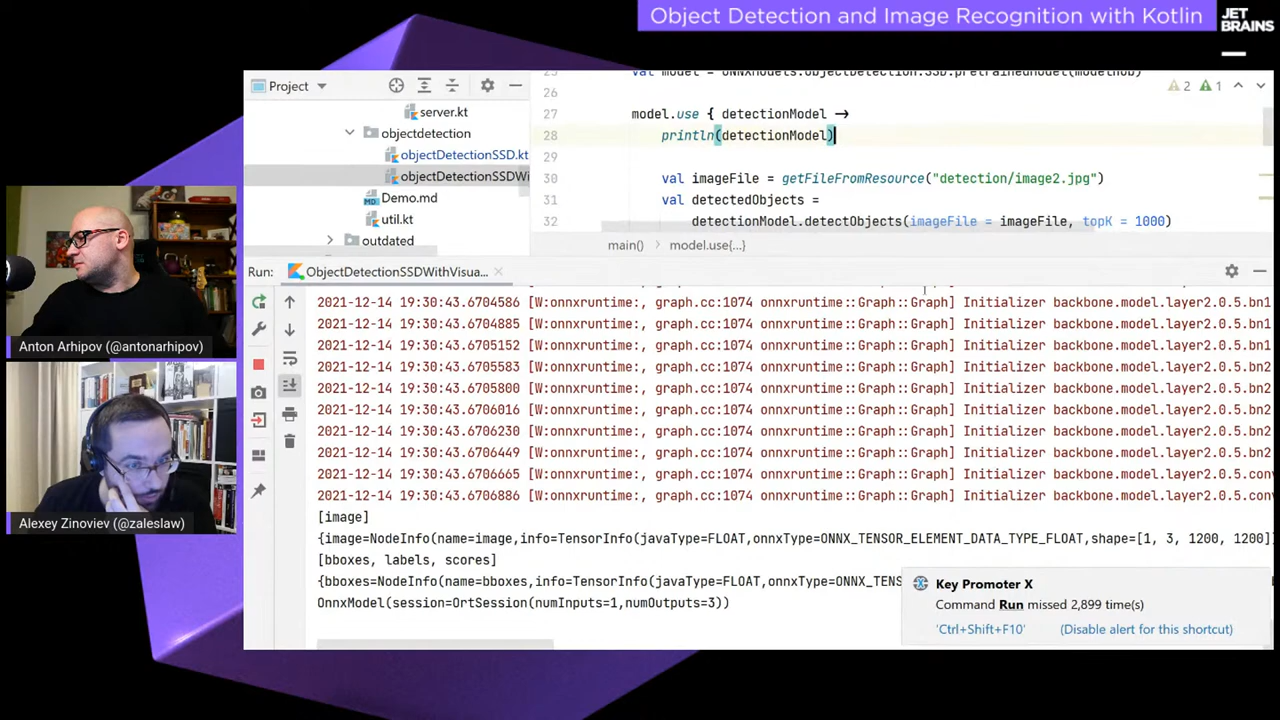 Object Detection and Image Recognition with Kotlin
JET
BRAINS
Project
server.kt
objectdetection
objectDetectionSSD.kt
objectDetectionSSDWi
Demo.md
util.kt
outdated
25 val model = ONNXModels.ObjectDetection.SSD.pretrainedModel(modelHub)
26
27 model.use { detectionModel ->
28 println(detectionModel)
29
30 val imageFile = getFileFromResource("detection/image2.jpg")
31 val detectedObjects =
32 detectionModel.detectObjects(imageFile = imageFile, topK = 1000)
2 1
main() model.use{...}
Run: ObjectDetectionSSDWithVisua...
2021-12-14 19:30:43.6704586 [W:onnxruntime:, graph.cc:1074 onnxruntime::Graph::Graph] Initializer backbone.model.layer2.0.5.bn1
2021-12-14 19:30:43.6704885 [W:onnxruntime:, graph.cc:1074 onnxruntime::Graph::Graph] Initializer backbone.model.layer2.0.5.bn1
2021-12-14 19:30:43.6705152 [W:onnxruntime:, graph.cc:1074 onnxruntime::Graph::Graph] Initializer backbone.model.layer2.0.5.bn1
2021-12-14 19:30:43.6705583 [W:onnxruntime:, graph.cc:1074 onnxruntime::Graph::Graph] Initializer backbone.model.layer2.0.5.bn2
2021-12-14 19:30:43.6705800 [W:onnxruntime:, graph.cc:1074 onnxruntime::Graph::Graph] Initializer backbone.model.layer2.0.5.bn2
2021-12-14 19:30:43.6706016 [W:onnxruntime:, graph.cc:1074 onnxruntime::Graph::Graph] Initializer backbone.model.layer2.0.5.bn2
2021-12-14 19:30:43.6706230 [W:onnxruntime:, graph.cc:1074 onnxruntime::Graph::Graph] Initializer backbone.model.layer2.0.5.bn2
2021-12-14 19:30:43.6706449 [W:onnxruntime:, graph.cc:1074 onnxruntime::Graph::Graph] Initializer backbone.model.layer2.0.5.bn2
2021-12-14 19:30:43.6706665 [W:onnxruntime:, graph.cc:1074 onnxruntime::Graph::Graph] Initializer backbone.model.layer2.0.5.con
2021-12-14 19:30:43.6706886 [W:onnxruntime:, graph.cc:1074 onnxruntime::Graph::Graph] Initializer backbone.model.layer2.0.5.con
[image]
{image=NodeInfo(name=image,info=TensorInfo(javaType=FLOAT,onnxType=ONNX_TENSOR_ELEMENT_DATA_TYPE_FLOAT,shape=[1, 3, 1200, 1200])
[bboxes, labels, scores]
{bboxes=NodeInfo(name=bboxes,info=TensorInfo(javaType=FLOAT,onnxType=ONNX_TENS
OnnxModel(session=OrtSession(numInputs=1,numOutputs=3))
Key Promoter X
Command Run missed 2,899 time(s)
'Ctrl+Shift+F10' (Disable alert for this shortcut)
Anton Arhipov (@antonarhipov)
Alexey Zinoviev (@zaleslaw)